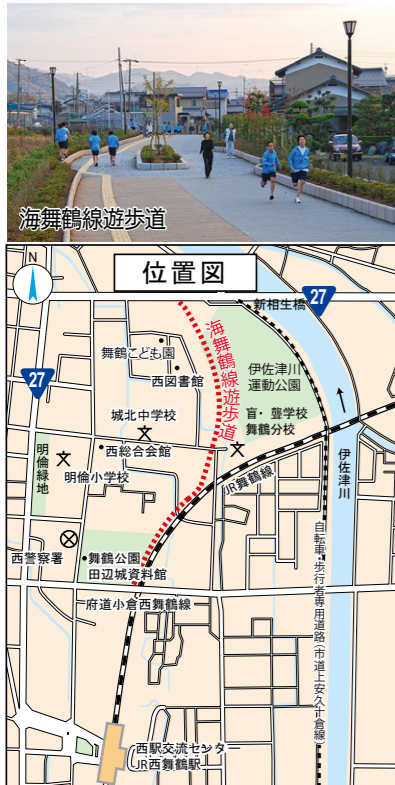 海舞鶴線遊歩道
位置図
N
27
新相生橋
海舞鶴線遊歩道
舞鶴こども園
西図書館
伊佐津川
運動公園
27
城北中学校
盲・聾学校
舞鶴分校
西総合会館
明倫緑地
明倫小学校
JR舞鶴線
伊佐津川
西警察署
舞鶴公園
田辺城資料館
自転車・歩行者専用道路(市道上安久十倉線)
府道小倉西舞鶴線
西駅交流センター
JR西舞鶴駅